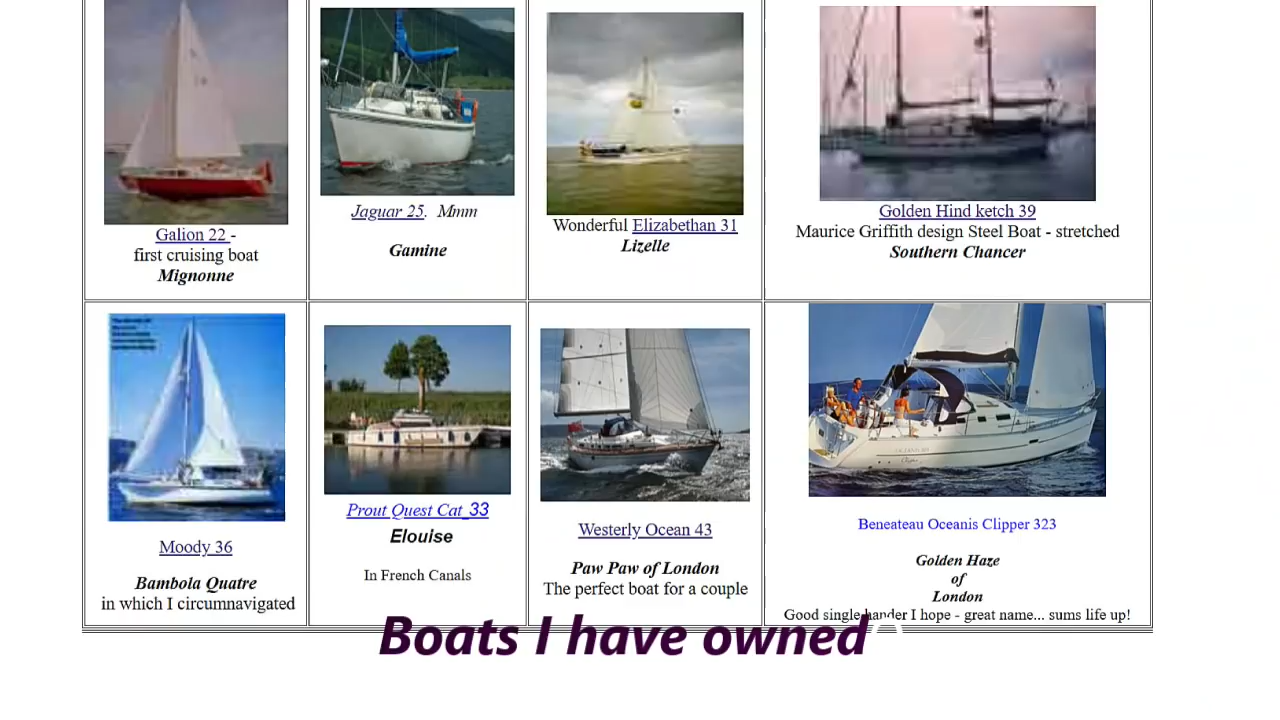 Galion 22 -
first cruising boat
Mignonne
Jaguar 25.  Mmm
Gamine
Wonderful Elizabethan 31
Lizelle
Golden Hind ketch 39
Maurice Griffith design Steel Boat - stretched
Southern Chancer
Moody 36
Bambola Quatre
in which I circumnavigated
Prout Quest Cat 33
Elouise
In French Canals
Westerly Ocean 43
Paw Paw of London
The perfect boat for a couple
Beneateau Oceanis Clipper 323
Golden Haze
of
London
Good single hander I hope - great name... sums life up!
Boats I have owned